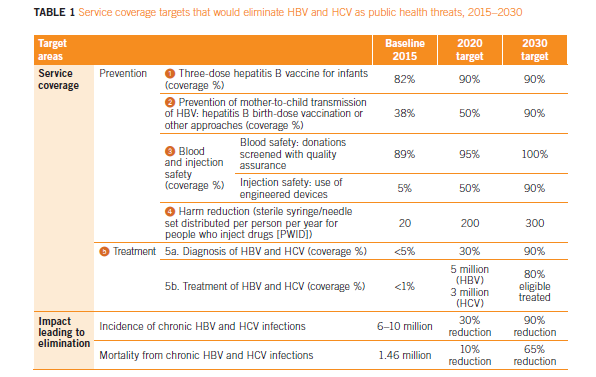 TABLE 1 Service coverage targets that would eliminate HBV and HCV as public health threats, 2015–2030
Target areas Baseline 2015 2020 target 2030 target
Service coverage Prevention ❶ Three-dose hepatitis B vaccine for infants (coverage %) 82% 90% 90%
❷ Prevention of mother-to-child transmission of HBV: hepatitis B birth-dose vaccination or other approaches (coverage %) 38% 50% 90%
❸ Blood and injection safety (coverage %) Blood safety: donations screened with quality assurance 89% 95% 100%
Injection safety: use of engineered devices 5% 50% 90%
❹ Harm reduction (sterile syringe/needle set distributed per person per year for people who inject drugs [PWID]) 20 200 300
❺ Treatment 5a. Diagnosis of HBV and HCV (coverage %) <5% 30% 90%
5b. Treatment of HBV and HCV (coverage %) <1% 5 million (HBV) 3 million (HCV) 80% eligible treated
Impact leading to elimination Incidence of chronic HBV and HCV infections 6–10 million 30% reduction 90% reduction
Mortality from chronic HBV and HCV infections 1.46 million 10% reduction 65% reduction